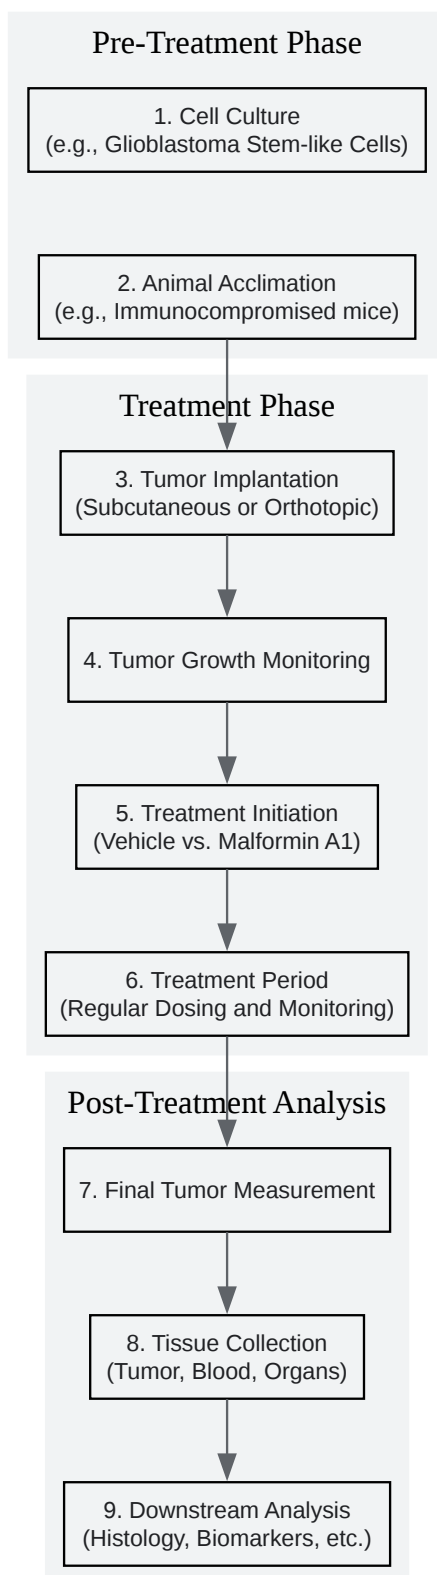 Pre-Treatment Phase
1. Cell Culture
(e.g., Glioblastoma Stem-like Cells)
2. Animal Acclimation
(e.g., Immunocompromised mice)
Treatment Phase
3. Tumor Implantation
(Subcutaneous or Orthotopic)
4. Tumor Growth Monitoring
5. Treatment Initiation
(Vehicle vs. Malformin A1)
6. Treatment Period
(Regular Dosing and Monitoring)
Post-Treatment Analysis
7. Final Tumor Measurement
8. Tissue Collection
(Tumor, Blood, Organs)
9. Downstream Analysis
(Histology, Biomarkers, etc.)